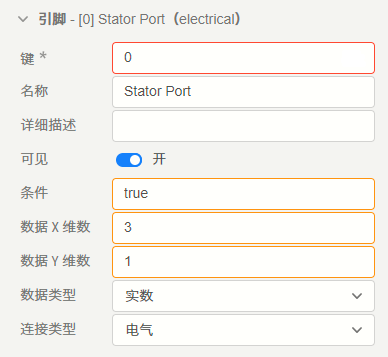 引脚 - [0] Stator Port（electrical）
键 * 0
名称 Stator Port
详细描述
可见 开
条件 true
数据 X 维数 3
数据 Y 维数 1
数据类型 实数
连接类型 电气